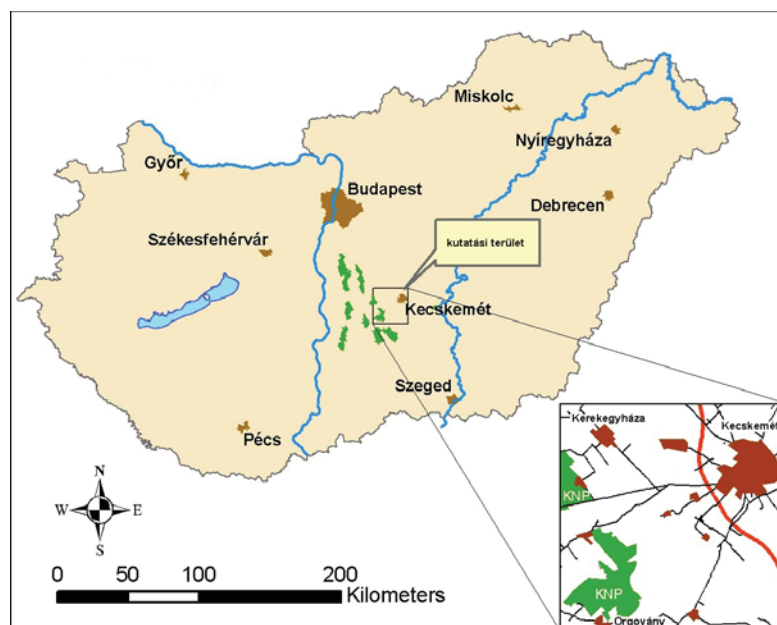 Miskolc
Nyíregyháza
Győr
Budapest
Debrecen
Székesfehérvár
kutatási terület
Kecskemét
Szeged
Pécs
Kerekegyháza
Kecskemét
KNP
KNP
Orgovány
N
W E
S
0 50 100 200
Kilometers